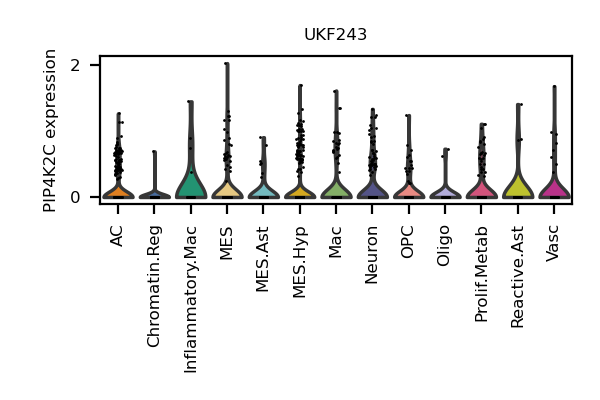 UKF243
PIP4K2C expression
2
0
AC
Chromatin.Reg
Inflammatory.Mac
MES
MES.Ast
MES.Hyp
Mac
Neuron
OPC
Oligo
Prolif.Metab
Reactive.Ast
Vasc